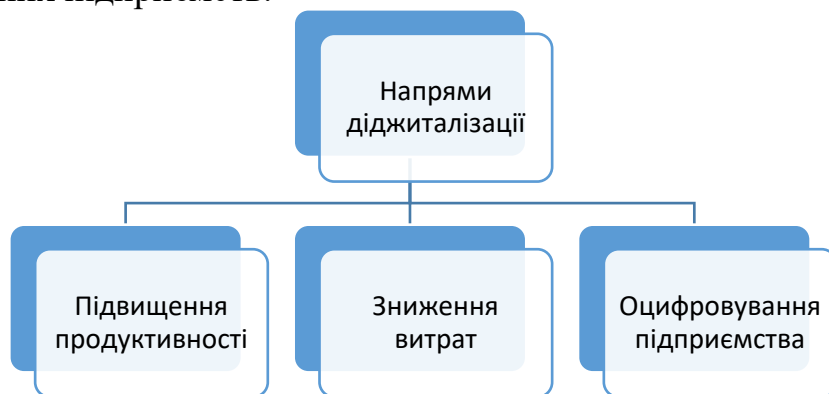 Напрями
діджиталізації
Підвищення
продуктивності
Зниження
витрат
Оцифровування
підприємства